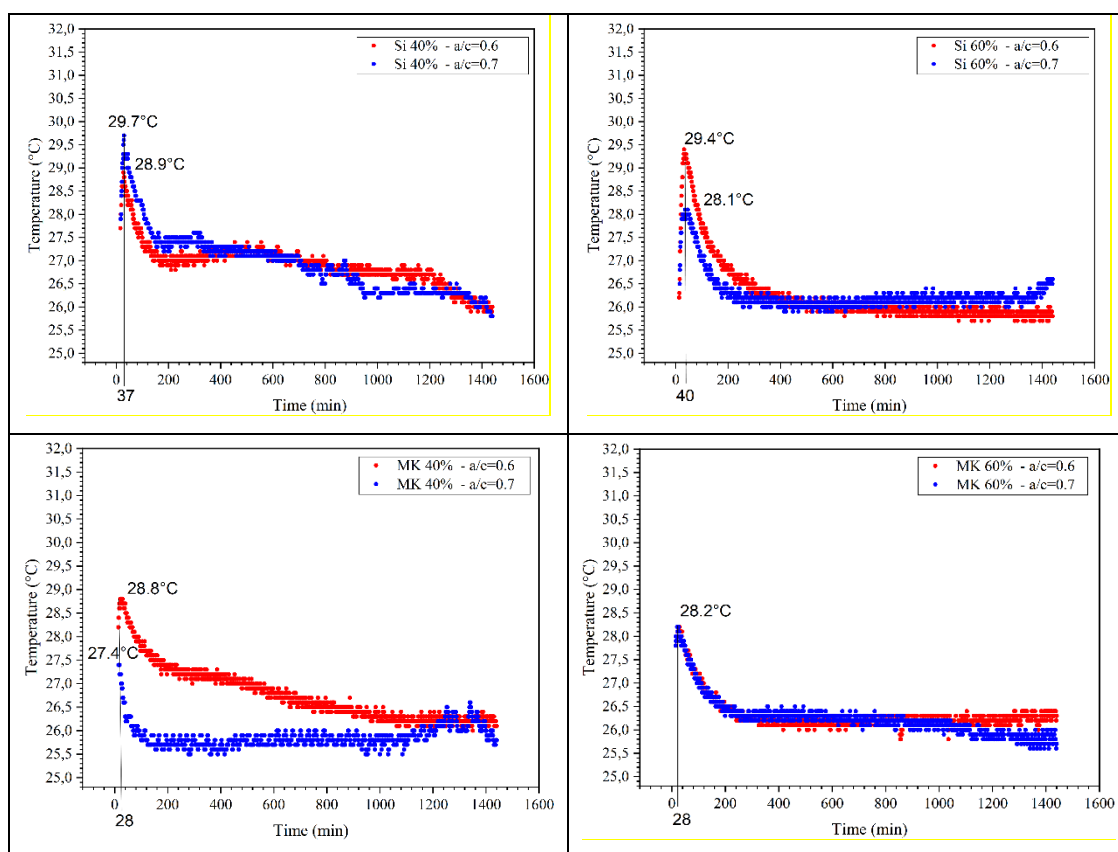 32,0
31,5
31,0
30,5
30,0
29,5
29,0
28,5
28,0
27,5
27,0
26,5
26,0
25,5
25,0
Temperature (°C)
Si 40% - a/c=0.6
Si 40% - a/c=0.7
29.7°C
28.9°C
0 200 400 600 800 1000 1200 1400 1600
37
Time (min)
32,0
31,5
31,0
30,5
30,0
29,5
29,0
28,5
28,0
27,5
27,0
26,5
26,0
25,5
25,0
Temperature (°C)
Si 60% - a/c=0.6
Si 60% - a/c=0.7
29.4°C
28.1°C
0 200 400 600 800 1000 1200 1400 1600
40
Time (min)
32,0
31,5
31,0
30,5
30,0
29,5
29,0
28,5
28,0
27,5
27,0
26,5
26,0
25,5
25,0
Temperature (°C)
MK 40% - a/c=0.6
MK 40% - a/c=0.7
28.8°C
27.4°C
0 200 400 600 800 1000 1200 1400 1600
28
Time (min)
32,0
31,5
31,0
30,5
30,0
29,5
29,0
28,5
28,0
27,5
27,0
26,5
26,0
25,5
25,0
Temperature (°C)
MK 60% - a/c=0.6
MK 60% - a/c=0.7
28.2°C
0 200 400 600 800 1000 1200 1400 1600
28
Time (min)